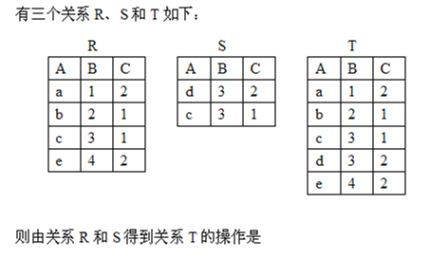 有三个关系 R、S 和 T 如下：
R S T
A B C A B C A B C
a 1 2 d 3 2 a 1 2
b 2 1 c 3 1 b 2 1
c 3 1 c 3 1
e 4 2 d 3 2
e 4 2
则由关系 R 和 S 得到关系 T 的操作是